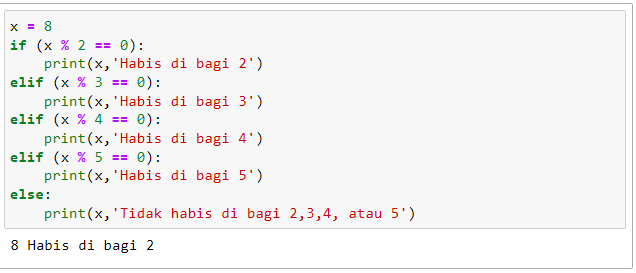 x = 8
if (x % 2 == 0):
    print(x,'Habis di bagi 2')
elif (x % 3 == 0):
    print(x,'Habis di bagi 3')
elif (x % 4 == 0):
    print(x,'Habis di bagi 4')
elif (x % 5 == 0):
    print(x,'Habis di bagi 5')
else:
    print(x,'Tidak habis di bagi 2,3,4, atau 5')
8 Habis di bagi 2